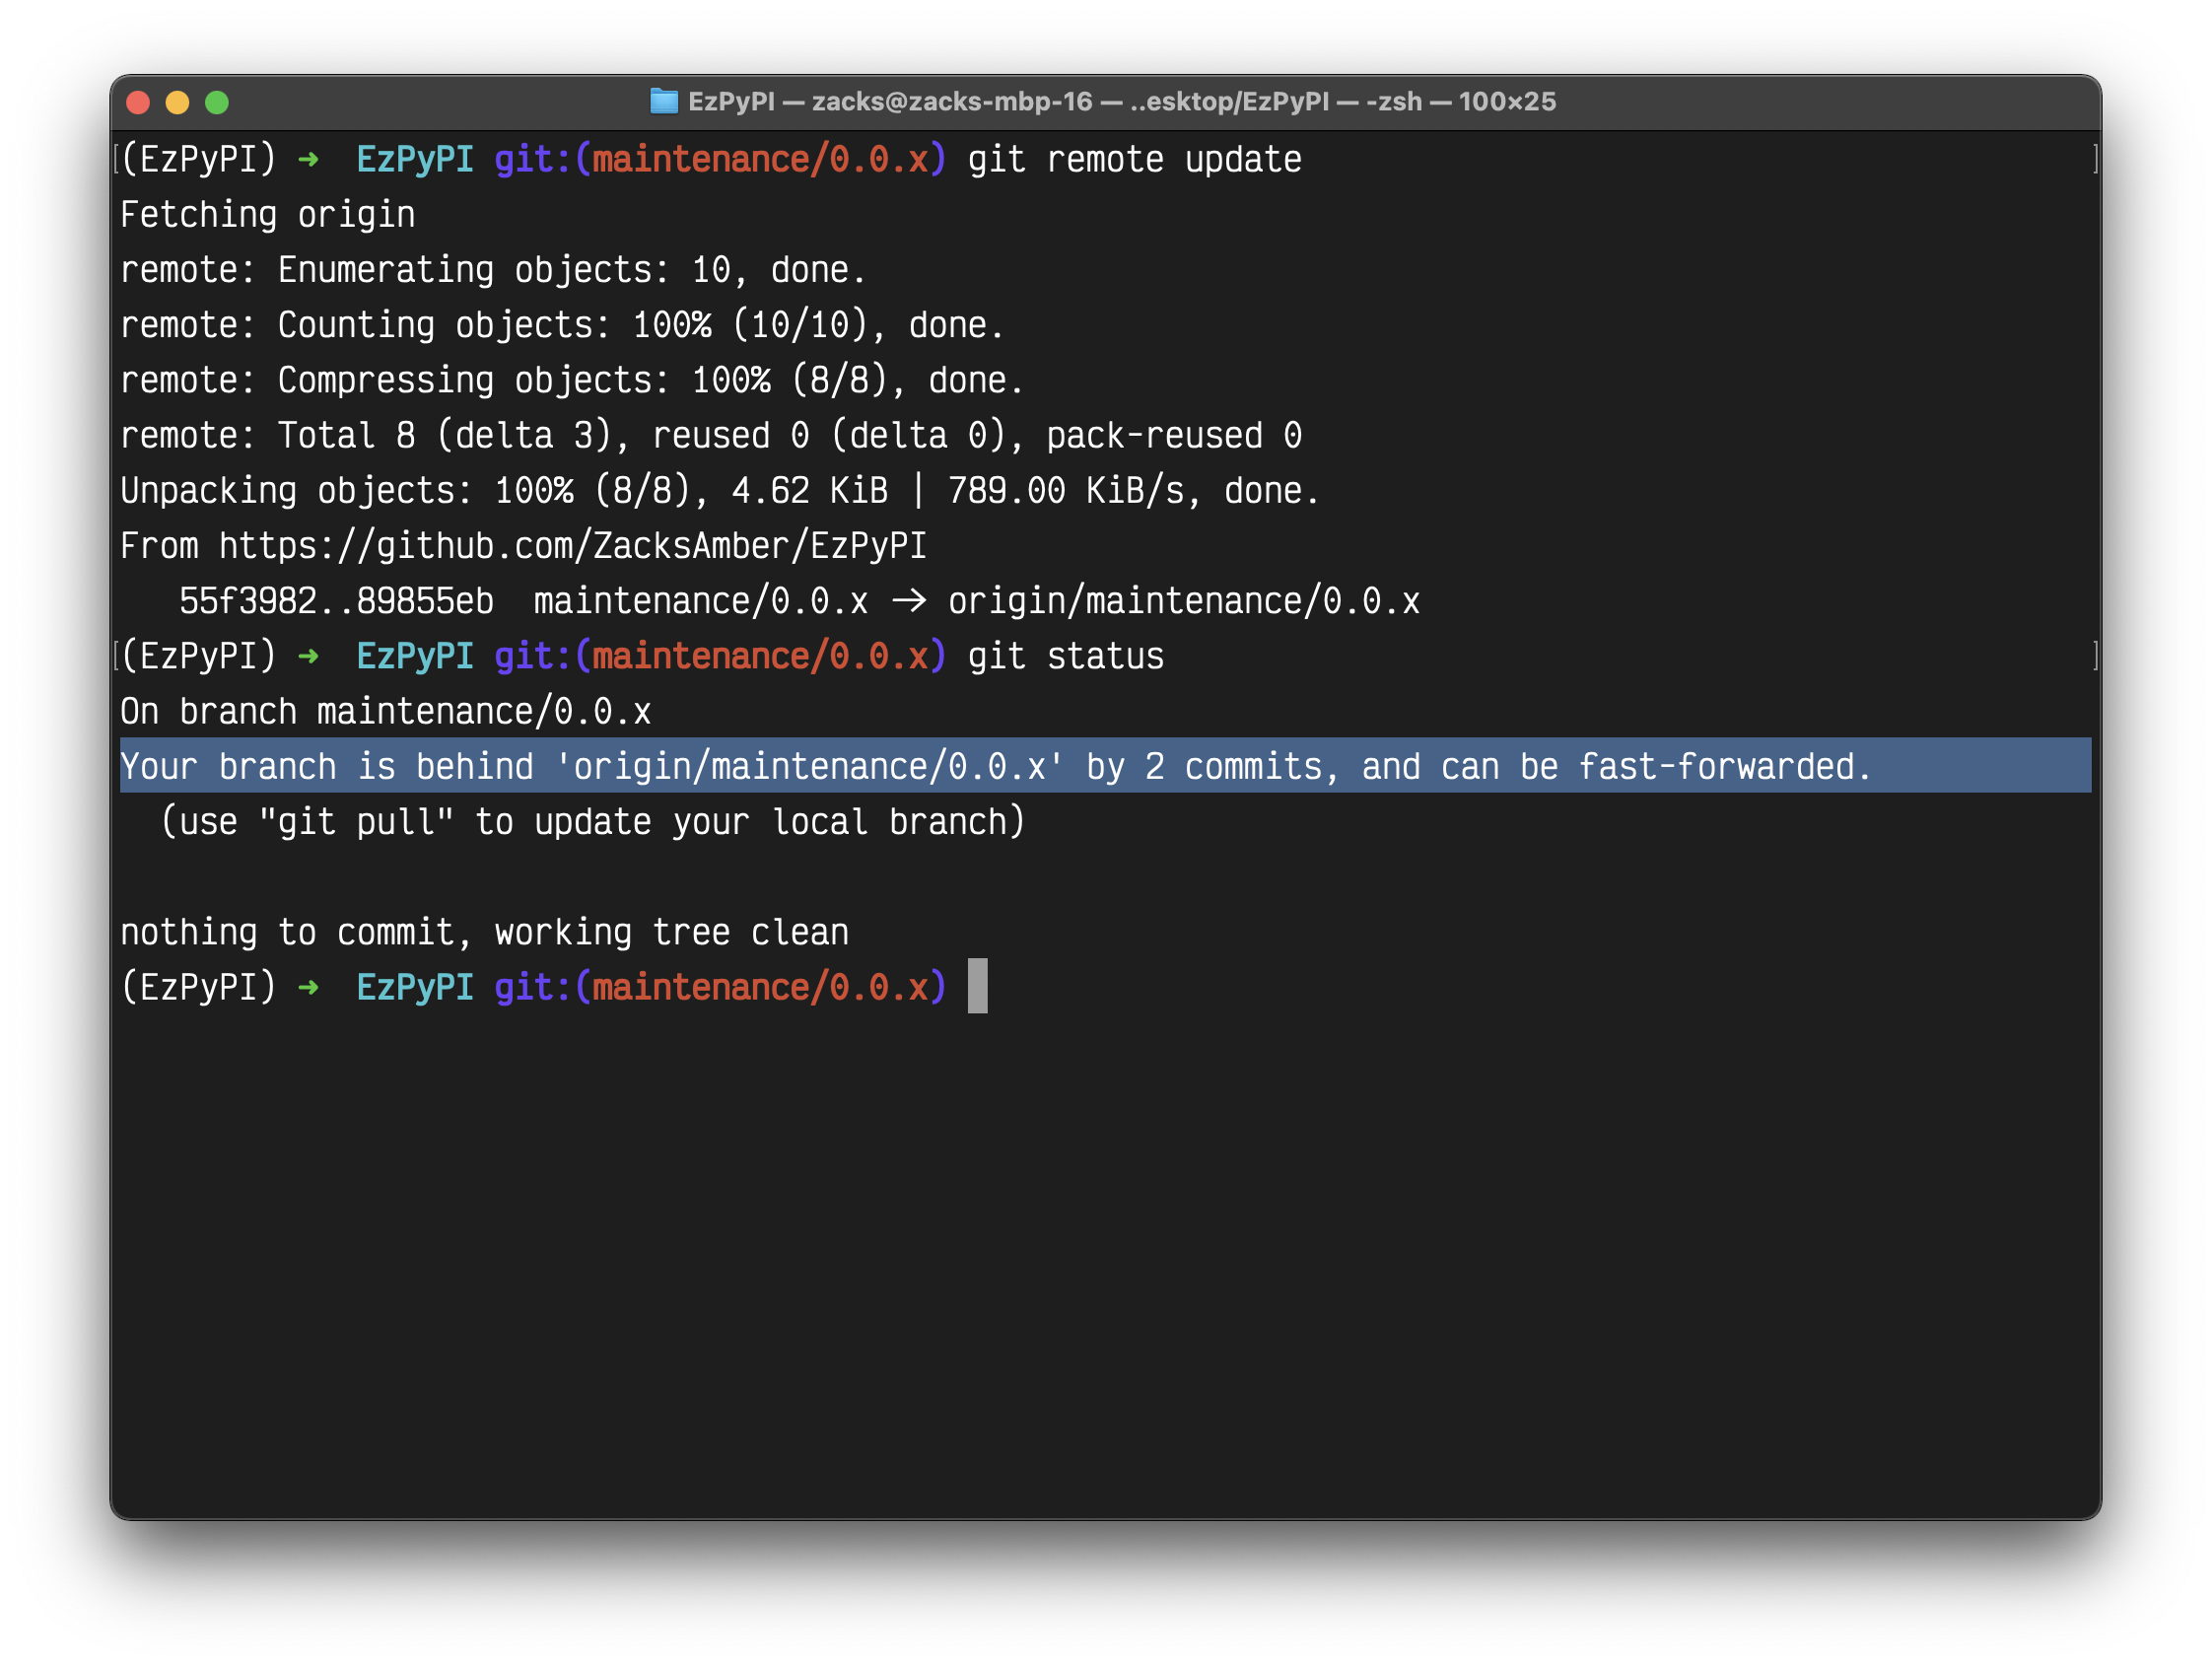 EzPyPI — zacks@zacks-mbp-16 — ..esktop/EzPyPI — -zsh — 100×25
[(EzPyPI) ➜  EzPyPI git:(maintenance/0.0.x) git remote update ]
Fetching origin
remote: Enumerating objects: 10, done.
remote: Counting objects: 100% (10/10), done.
remote: Compressing objects: 100% (8/8), done.
remote: Total 8 (delta 3), reused 0 (delta 0), pack-reused 0
Unpacking objects: 100% (8/8), 4.62 KiB | 789.00 KiB/s, done.
From https://github.com/ZacksAmber/EzPyPI
   55f3982..89855eb  maintenance/0.0.x -> origin/maintenance/0.0.x
[(EzPyPI) ➜  EzPyPI git:(maintenance/0.0.x) git status ]
On branch maintenance/0.0.x
Your branch is behind 'origin/maintenance/0.0.x' by 2 commits, and can be fast-forwarded.
  (use "git pull" to update your local branch)
nothing to commit, working tree clean
(EzPyPI) ➜  EzPyPI git:(maintenance/0.0.x)